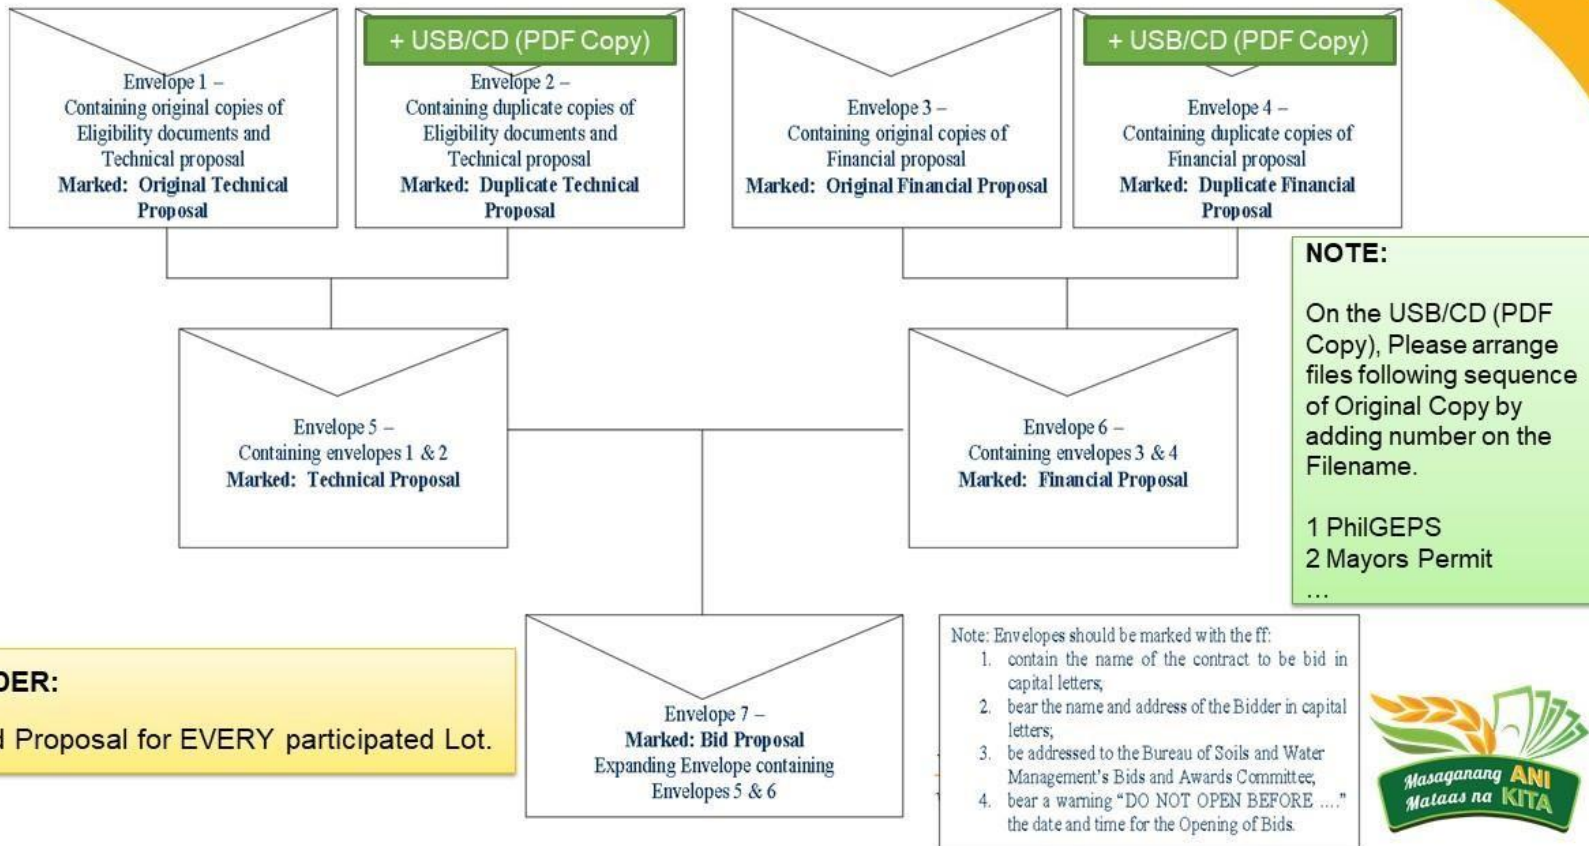 + USB/CD (PDF Copy)
Envelope 1 –
Containing original copies of
Eligibility documents and
Technical proposal
Marked: Original Technical
Proposal
Envelope 2 –
Containing duplicate copies of
Eligibility documents and
Technical proposal
Marked: Duplicate Technical
Proposal
+ USB/CD (PDF Copy)
Envelope 3 –
Containing original copies of
Financial proposal
Marked: Original Financial Proposal
Envelope 4 –
Containing duplicate copies of
Financial proposal
Marked: Duplicate Financial
Proposal
NOTE:
On the USB/CD (PDF
Copy), Please arrange
files following sequence
of Original Copy by
adding number on the
Filename.
1 PhilGEPS
2 Mayors Permit
...
Envelope 5 –
Containing envelopes 1 & 2
Marked: Technical Proposal
Envelope 6 –
Containing envelopes 3 & 4
Marked: Financial Proposal
DER:
Proposal for EVERY participated Lot.
Envelope 7 –
Marked: Bid Proposal
Expanding Envelope containing
Envelopes 5 & 6
Note: Envelopes should be marked with the ff:
1. contain the name of the contract to be bid in
capital letters;
2. bear the name and address of the Bidder in capital
letters;
3. be addressed to the Bureau of Soils and Water
Management's Bids and Awards Committee;
4. bear a warning “DO NOT OPEN BEFORE ....”
the date and time for the Opening of Bids.
Masaganang ANI
Mataas na KITA